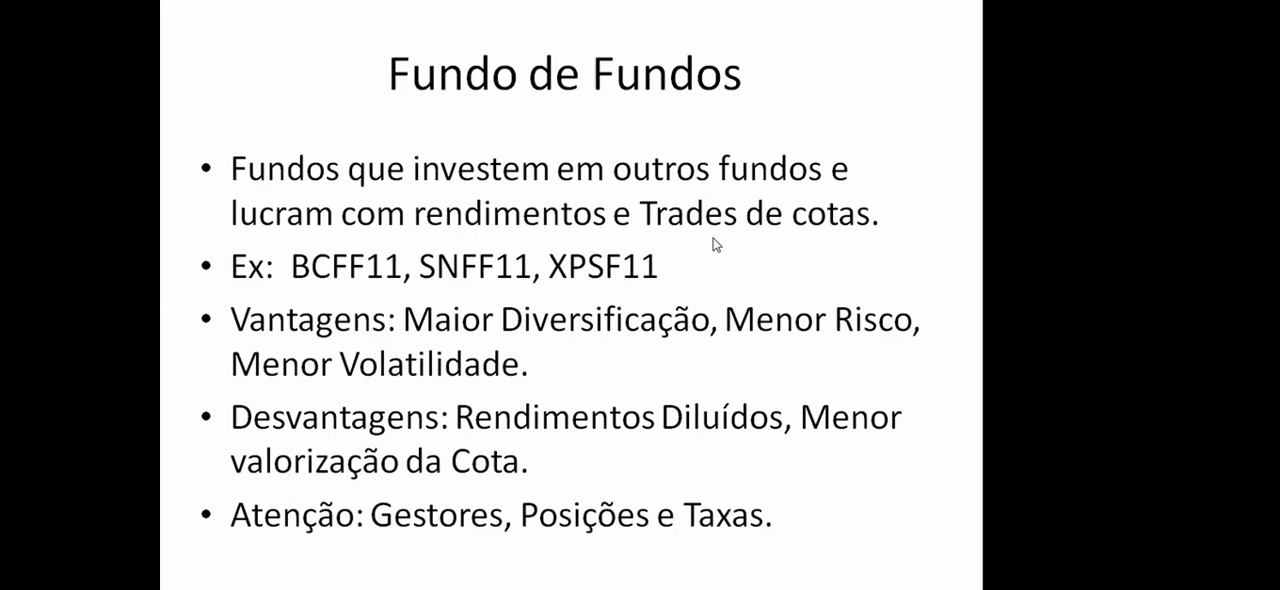 Fundo de Fundos
• Fundos que investem em outros fundos e
lucram com rendimentos e Trades de cotas.
• Ex: BCFF11, SNFF11, XPSF11
• Vantagens: Maior Diversificação, Menor Risco,
Menor Volatilidade.
• Desvantagens: Rendimentos Diluídos, Menor
valorização da Cota.
• Atenção: Gestores, Posições e Taxas.